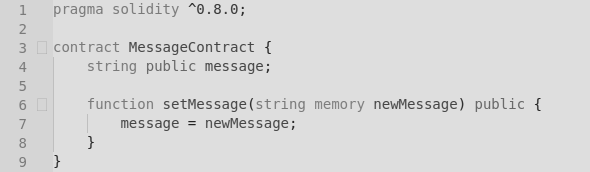 1 pragma solidity ^0.8.0;
2
3 contract MessageContract {
4     string public message;
5
6     function setMessage(string memory newMessage) public {
7         message = newMessage;
8     }
9 }